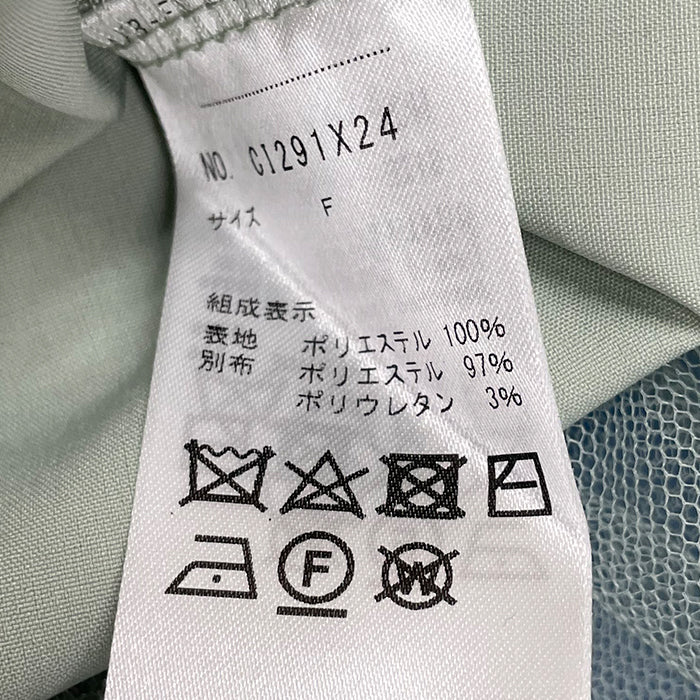 NO. C1291X24
サイズ F
組成表示
表地 ポリエステル 100%
別布 ポリエステル 97%
ポリウレタン 3%
F
W